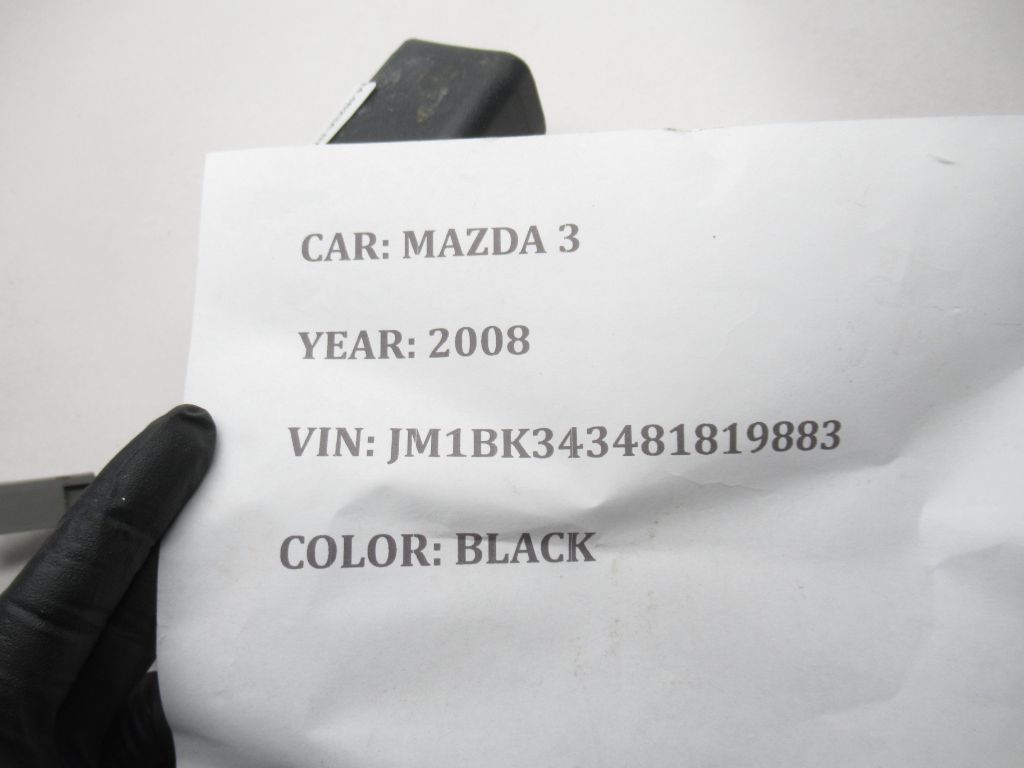 CAR: MAZDA 3
YEAR: 2008
VIN: JM1BK343481819883
COLOR: BLACK